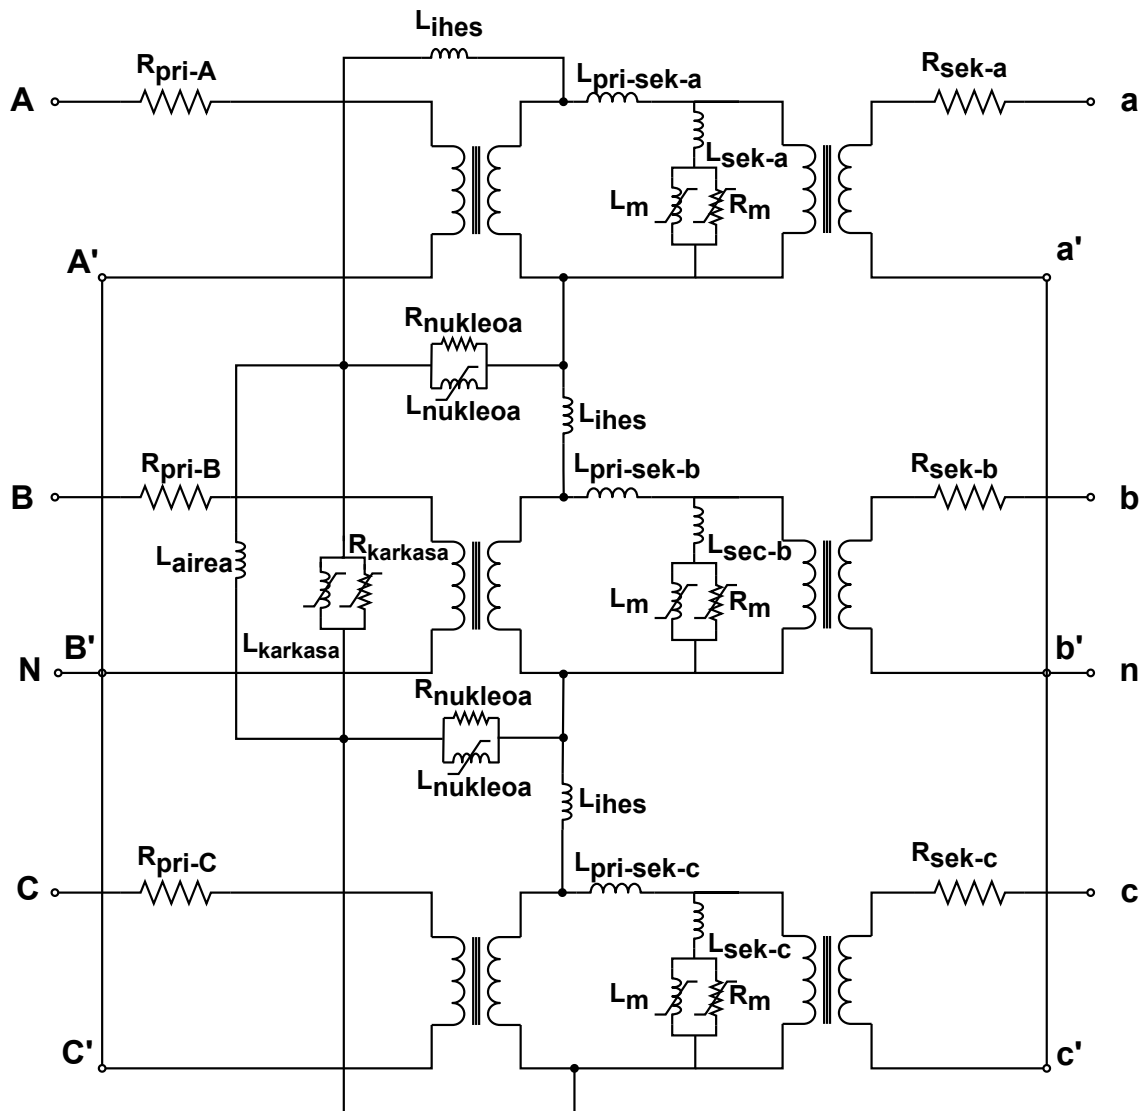 Lihes
Rpri-A
Lpri-sek-a
Rsek-a
A
a
Lsek-a
Lm
Rm
A'
a'
Rnukleoa
Lnukleoa
Lihes
Rpri-B
Lpri-sek-b
Rsek-b
B
b
Lairea
Rkarkasa
Lsec-b
Lm
Rm
Lkarkasa
B'
b'
N
n
Rnukleoa
Lnukleoa
Lihes
Rpri-C
Lpri-sek-c
Rsek-c
C
c
Lsek-c
Lm
Rm
C'
c'